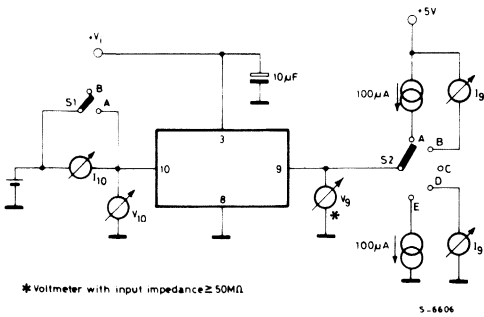 +5V
+Vi
10µF
100µA
I9
B
S1
A
3
A
B
S2
10
9
C
D
I10
V10
8
V9
*
E
100µA
I9
* Voltmeter with input impedance ≥ 50MΩ
S-6606